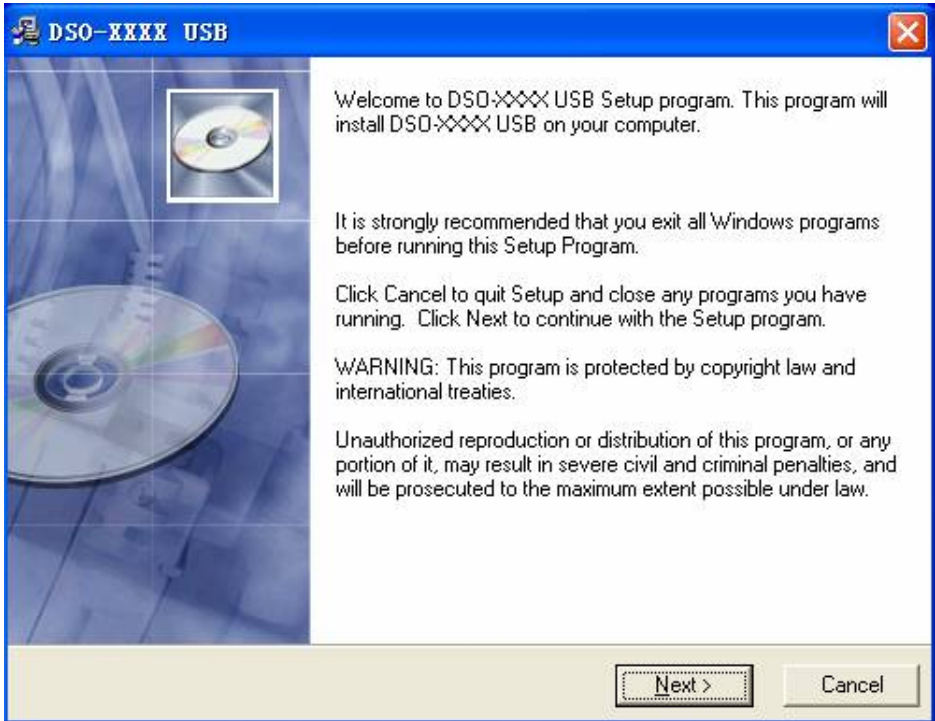 DSO-XXXX USB
Welcome to DSO-XXXX USB Setup program. This program will
install DSO-XXXX USB on your computer.
It is strongly recommended that you exit all Windows programs
before running this Setup Program.
Click Cancel to quit Setup and close any programs you have
running.  Click Next to continue with the Setup program.
WARNING: This program is protected by copyright law and
international treaties.
Unauthorized reproduction or distribution of this program, or any
portion of it, may result in severe civil and criminal penalties, and
will be prosecuted to the maximum extent possible under law.
Next >
Cancel